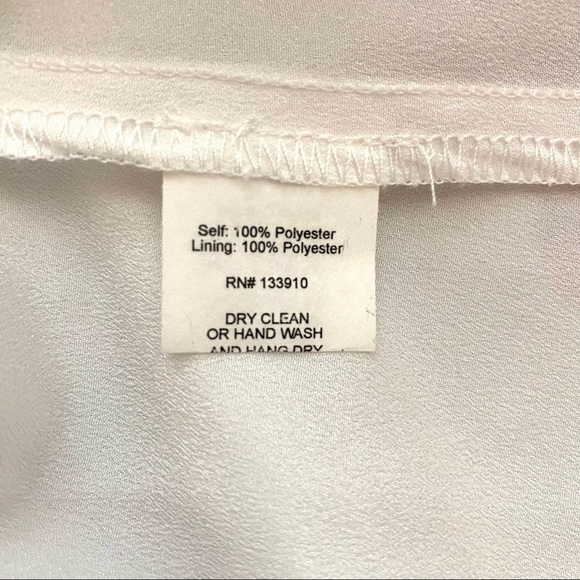 Self: 100% Polyester
Lining: 100% Polyester
RN# 133910
DRY CLEAN
OR HAND WASH
AND HANG DRY